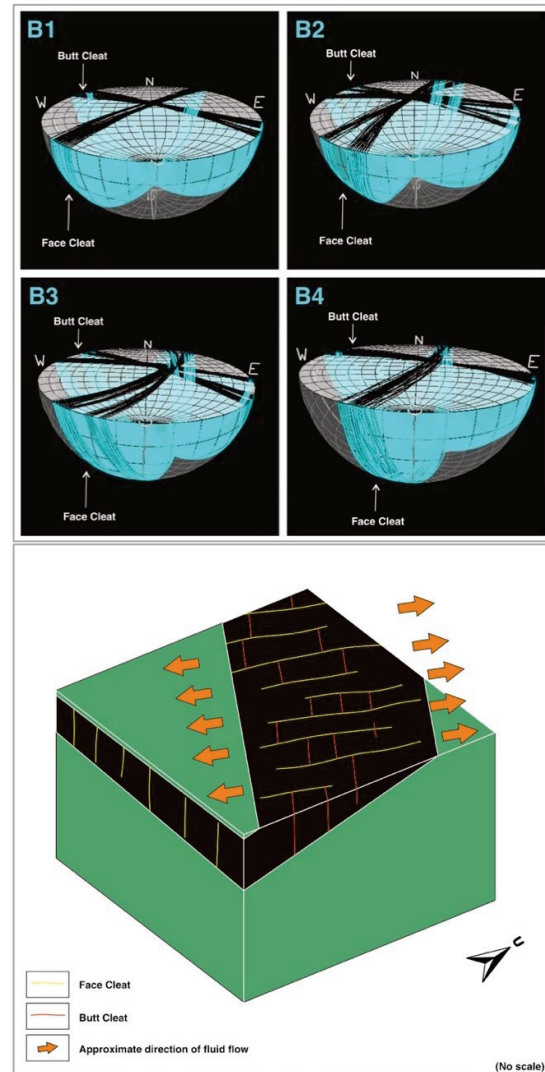 B1
Butt Cleat
N
W
E
Face Cleat
B2
Butt Cleat
N
W
E
Face Cleat
B3
Butt Cleat
N
W
E
Face Cleat
B4
Butt Cleat
N
W
E
Face Cleat
Face Cleat
Butt Cleat
Approximate direction of fluid flow
N
(No scale)